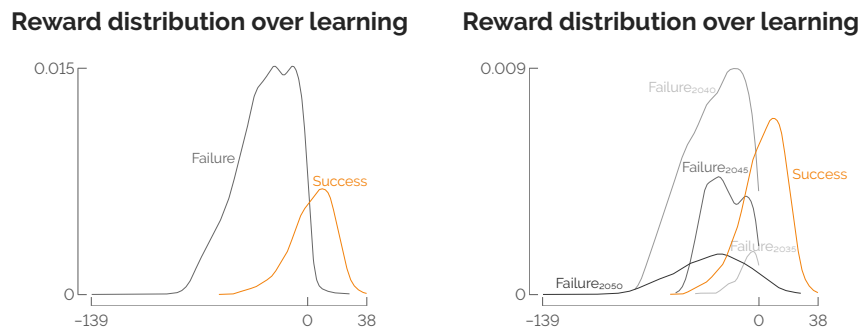 Reward distribution over learning
0.015
Failure
Success
0
−139
0
38
Reward distribution over learning
0.009
Failure₂₀₄₀
Failure₂₀₄₅
Success
Failure₂₀₃₅
Failure₂₀₅₀
0
−139
0
38